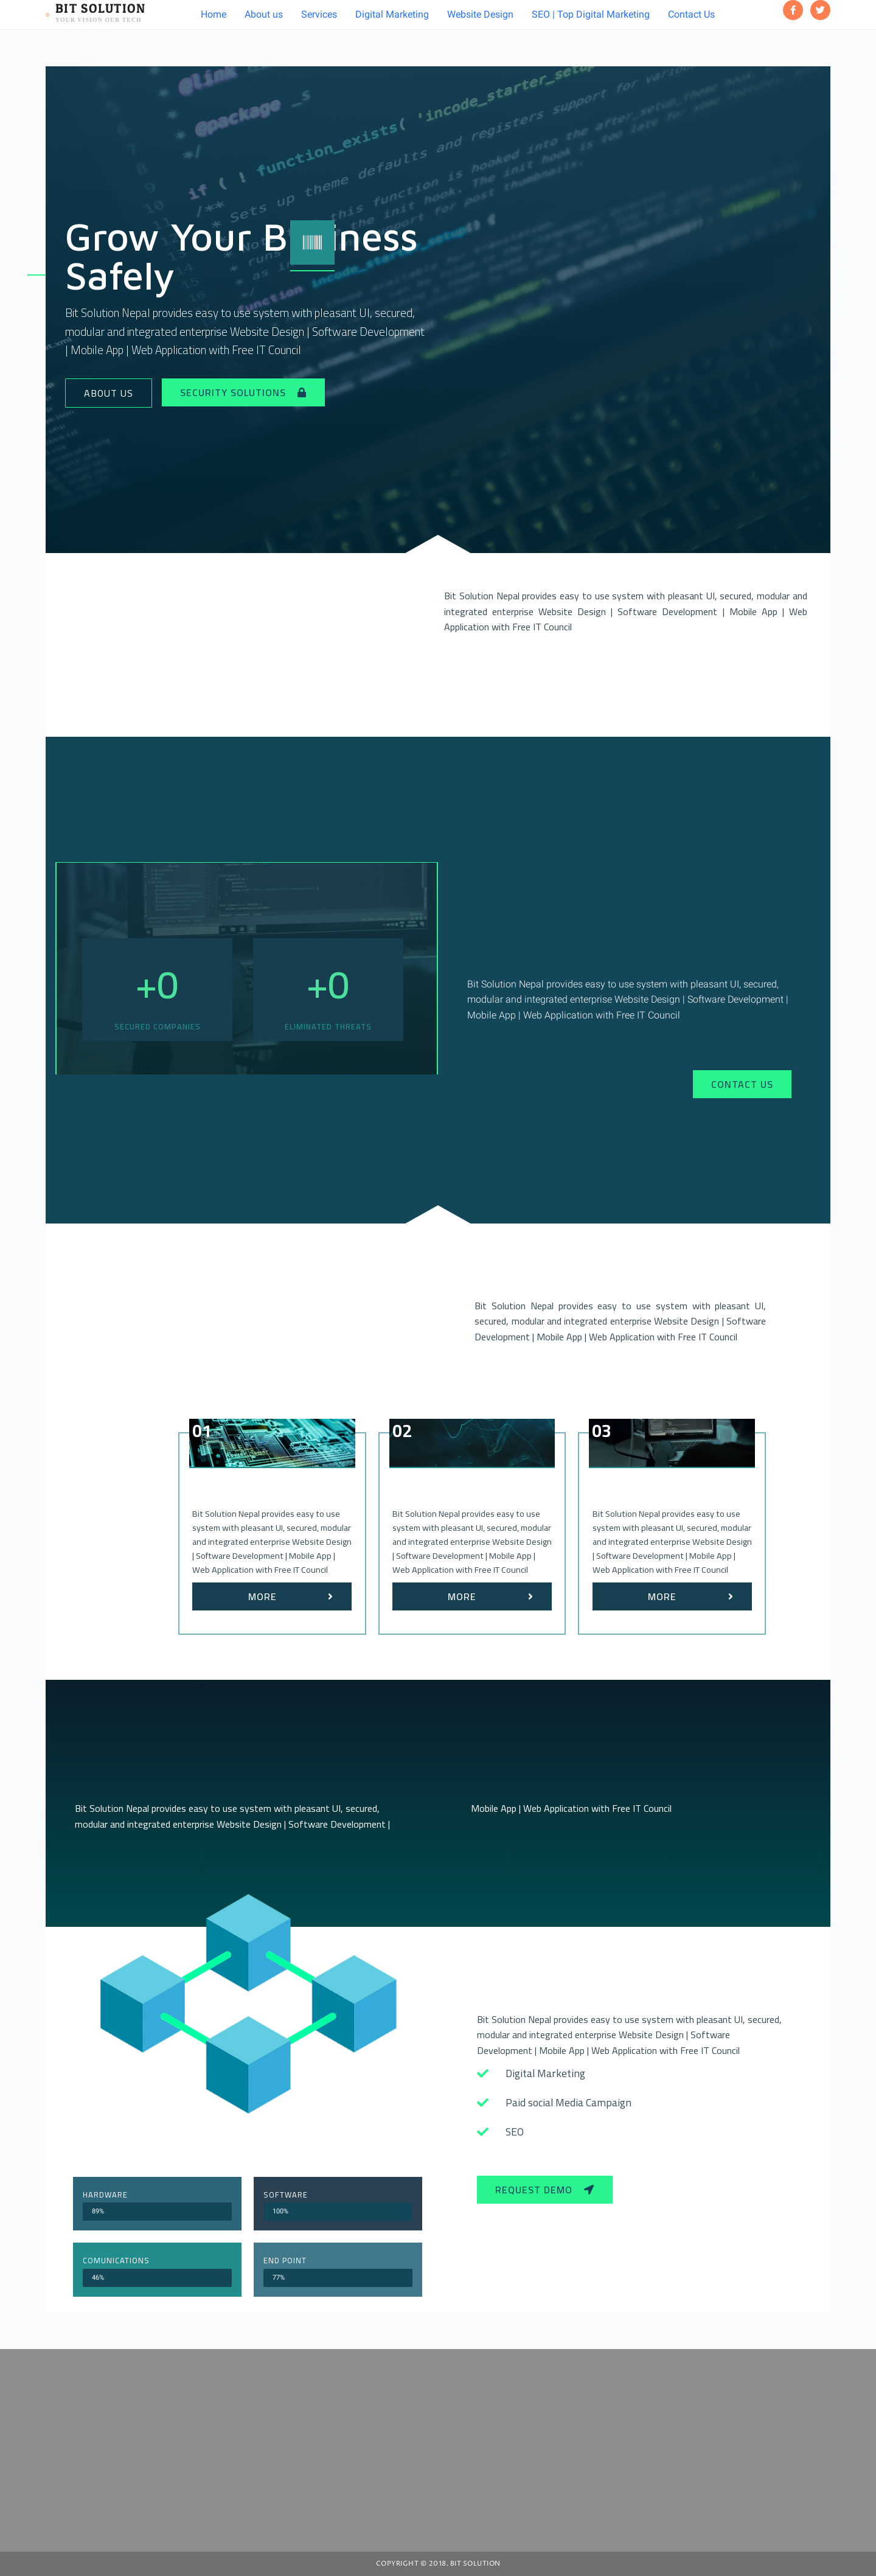 BIT SOLUTION
YOUR VISION OUR TECH
Home About us Services Digital Marketing Website Design SEO | Top Digital Marketing Contact Us
* @link
* @package _s
*/
if ( ! function_exists( 'incode_starter_setup
/**
Grow Your B iness
Safely
Bit Solution Nepal provides easy to use system with pleasant UI, secured,
modular and integrated enterprise Website Design | Software Development
| Mobile App | Web Application with Free IT Council
ABOUT US
SECURITY SOLUTIONS
Bit Solution Nepal provides easy to use system with pleasant UI, secured, modular and
integrated enterprise Website Design | Software Development | Mobile App | Web
Application with Free IT Council
+0
SECURED COMPANIES
+0
ELIMINATED THREATS
Bit Solution Nepal provides easy to use system with pleasant UI, secured,
modular and integrated enterprise Website Design | Software Development |
Mobile App | Web Application with Free IT Council
CONTACT US
Bit Solution Nepal provides easy to use system with pleasant UI,
secured, modular and integrated enterprise Website Design | Software
Development | Mobile App | Web Application with Free IT Council
01
Bit Solution Nepal provides easy to use
system with pleasant UI, secured, modular
and integrated enterprise Website Design
| Software Development | Mobile App |
Web Application with Free IT Council
MORE
02
Bit Solution Nepal provides easy to use
system with pleasant UI, secured, modular
and integrated enterprise Website Design
| Software Development | Mobile App |
Web Application with Free IT Council
MORE
03
Bit Solution Nepal provides easy to use
system with pleasant UI, secured, modular
and integrated enterprise Website Design
| Software Development | Mobile App |
Web Application with Free IT Council
MORE
Bit Solution Nepal provides easy to use system with pleasant UI, secured,
modular and integrated enterprise Website Design | Software Development |
Mobile App | Web Application with Free IT Council
Bit Solution Nepal provides easy to use system with pleasant UI, secured,
modular and integrated enterprise Website Design | Software
Development | Mobile App | Web Application with Free IT Council
Digital Marketing
Paid social Media Campaign
SEO
REQUEST DEMO
HARDWARE
89%
SOFTWARE
100%
COMUNICATIONS
46%
END POINT
77%
COPYRIGHT © 2018. BIT SOLUTION